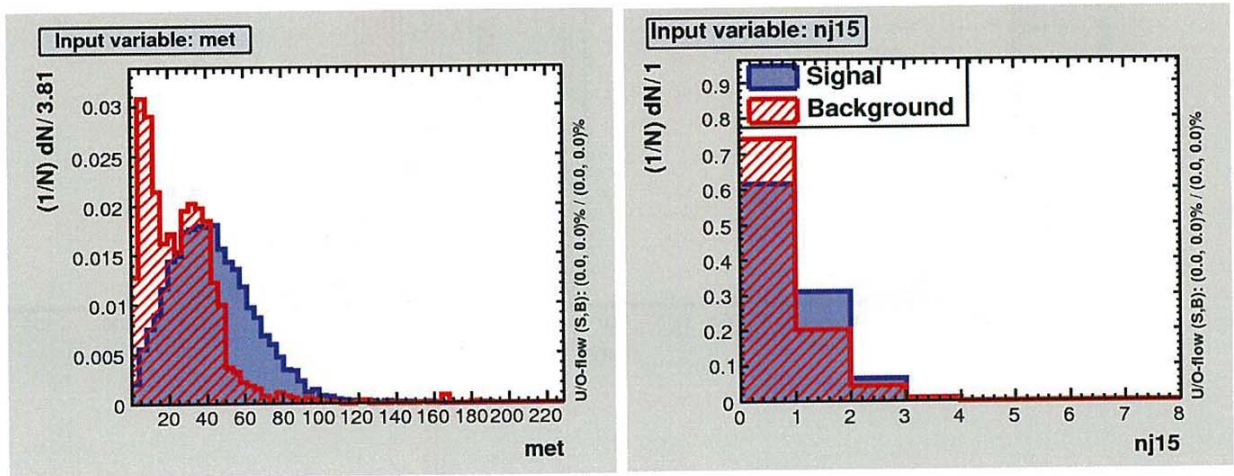 Input variable: met
(1/N) dN/ 3.81
0.03
0.025
0.02
0.015
0.01
0.005
0
20 40 60 80 100 120 140 160 180 200 220
met
U/O-flow (S,B): (0.0, 0.0)% / (0.0, 0.0)%
Input variable: nj15
(1/N) dN/ 1
Signal
Background
0.9
0.8
0.7
0.6
0.5
0.4
0.3
0.2
0.1
0
0 1 2 3 4 5 6 7 8
nj15
U/O-flow (S,B): (0.0, 0.0)% / (0.0, 0.0)%